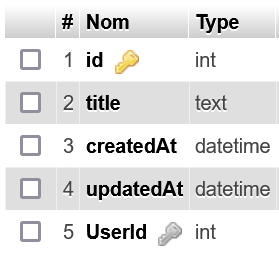 # Nom Type
1 id int
2 title text
3 createdAt datetime
4 updatedAt datetime
5 UserId int